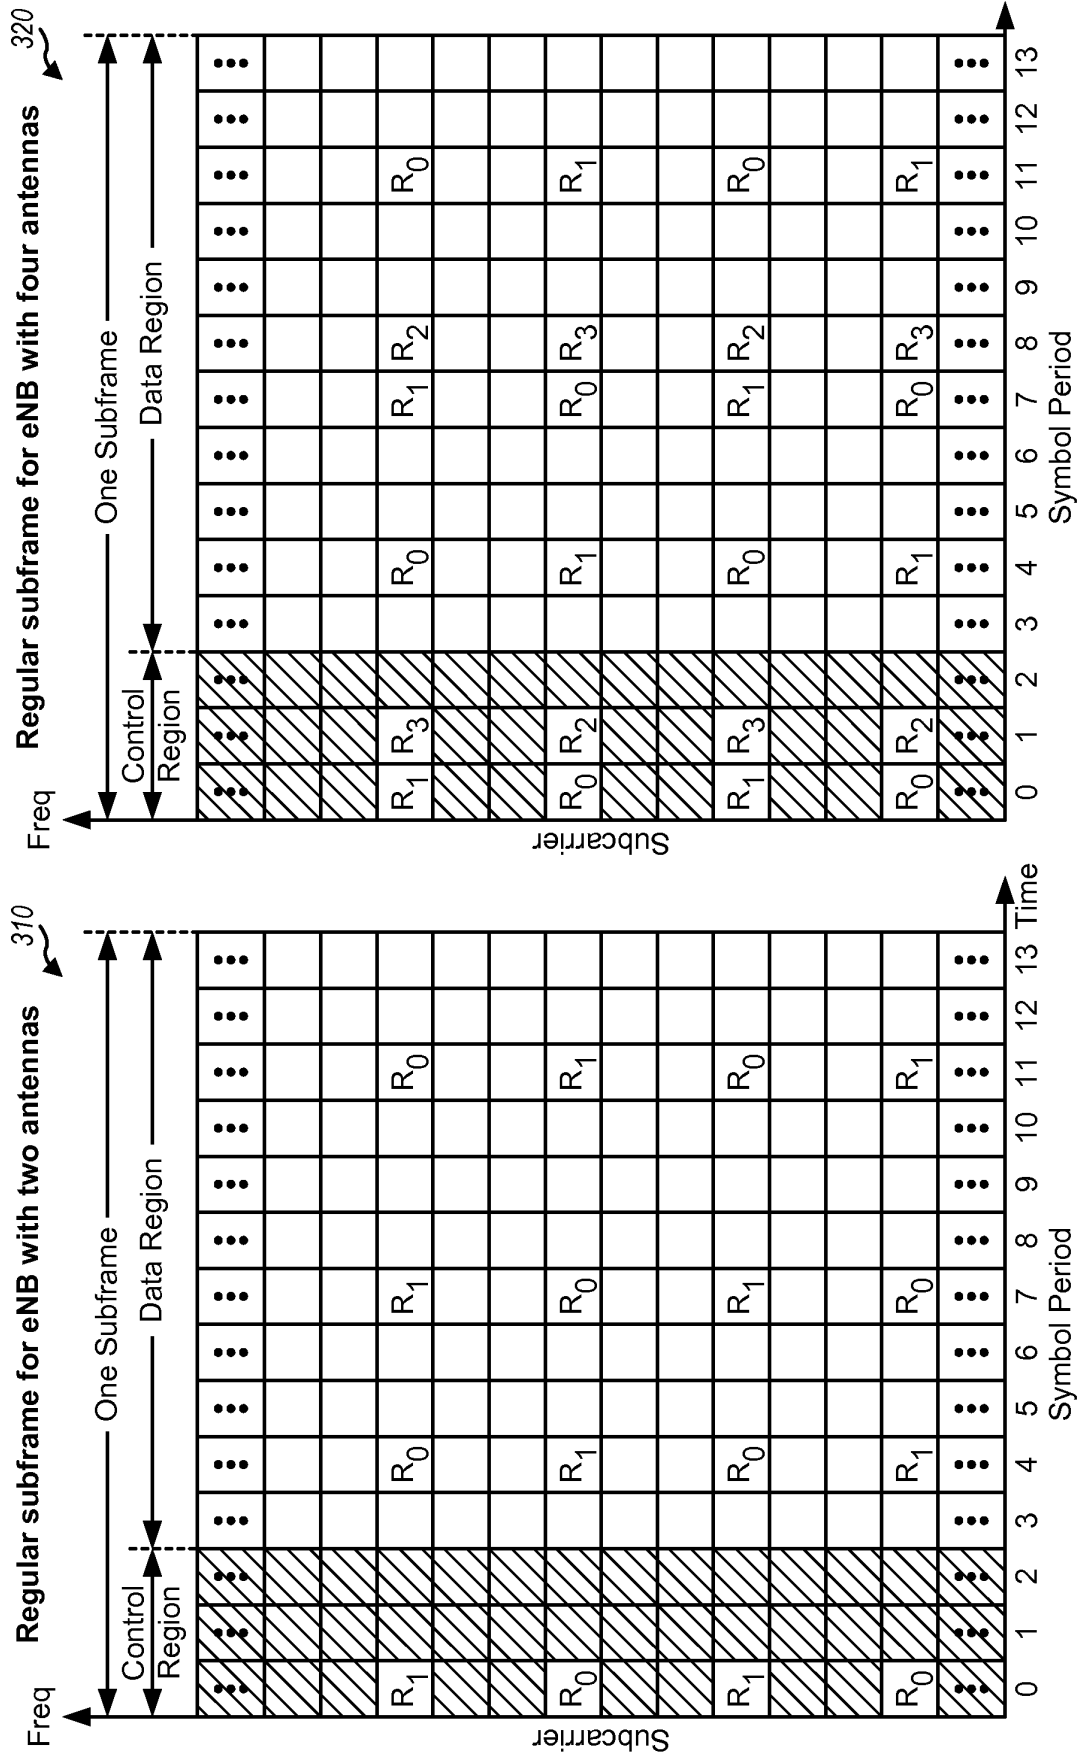 Regular subframe for eNB with two antennas
310
Freq
One Subframe
Control
Region
Data Region
Subcarrier
••• ••• ••• ••• ••• ••• ••• ••• ••• ••• ••• ••• ••• •••
R1 R0 R1 R0
R0 R1 R0 R1
R1 R0 R1 R0
R0 R1 R0 R1
••• ••• ••• ••• ••• ••• ••• ••• ••• ••• ••• ••• ••• •••
0 1 2 3 4 5 6 7 8 9 10 11 12 13
Time
Symbol Period
Regular subframe for eNB with four antennas
320
Freq
One Subframe
Control
Region
Data Region
Subcarrier
••• ••• ••• ••• ••• ••• ••• ••• ••• ••• ••• ••• ••• •••
R1 R3 R0 R1 R2 R0
R0 R2 R1 R0 R3 R1
R1 R3 R0 R1 R2 R0
R0 R2 R1 R0 R3 R1
••• ••• ••• ••• ••• ••• ••• ••• ••• ••• ••• ••• ••• •••
0 1 2 3 4 5 6 7 8 9 10 11 12 13
Symbol Period